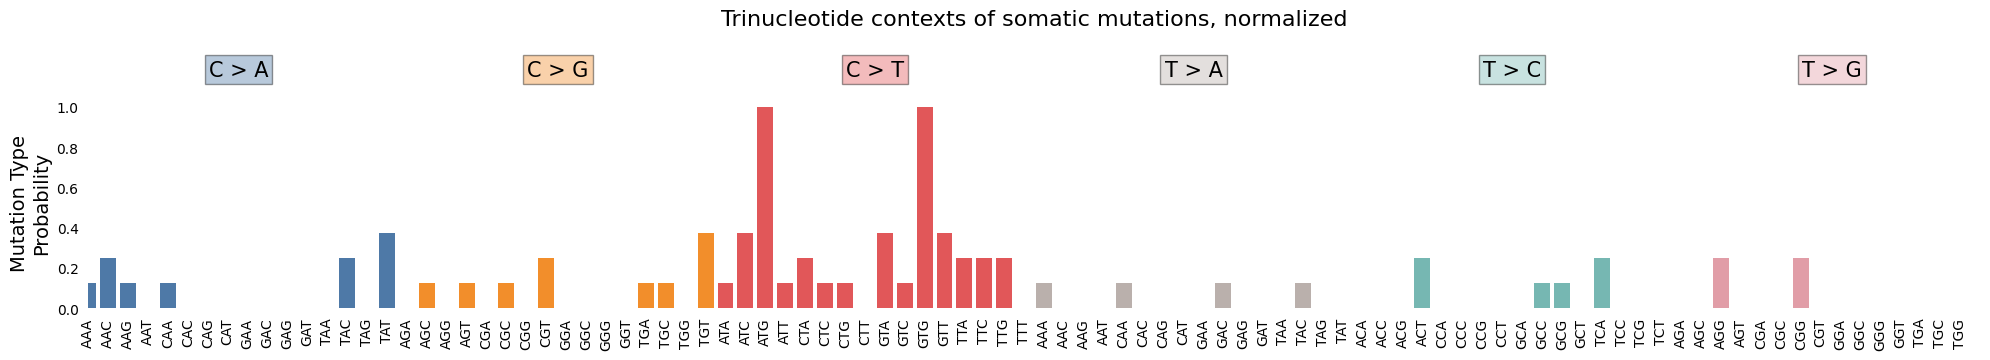 Trinucleotide contexts of somatic mutations, normalized
C > A
C > G
C > T
T > A
T > C
T > G
Mutation Type
Probability
1.0
0.8
0.6
0.4
0.2
0.0
AAA
AAC
AAG
AAT
CAA
CAC
CAG
CAT
GAA
GAC
GAG
GAT
TAA
TAC
TAG
TAT
AGA
AGC
AGG
AGT
CGA
CGC
CGG
CGT
GGA
GGC
GGG
GGT
TGA
TGC
TGG
TGT
ATA
ATC
ATG
ATT
CTA
CTC
CTG
CTT
GTA
GTC
GTG
GTT
TTA
TTC
TTG
TTT
AAA
AAC
AAG
AAT
CAA
CAC
CAG
CAT
GAA
GAC
GAG
GAT
TAA
TAC
TAG
TAT
ACA
ACC
ACG
ACT
CCA
CCC
CCG
CCT
GCA
GCC
GCG
GCT
TCA
TCC
TCG
TCT
AGA
AGC
AGG
AGT
CGA
CGC
CGG
CGT
GGA
GGC
GGG
GGT
TGA
TGC
TGG